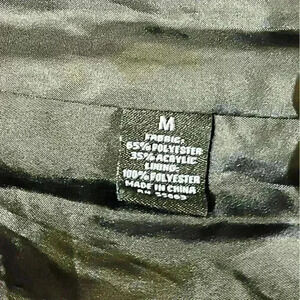 M
FABRIC:
65% POLYESTER
35% ACRYLIC
LINING:
100% POLYESTER
MADE IN CHINA